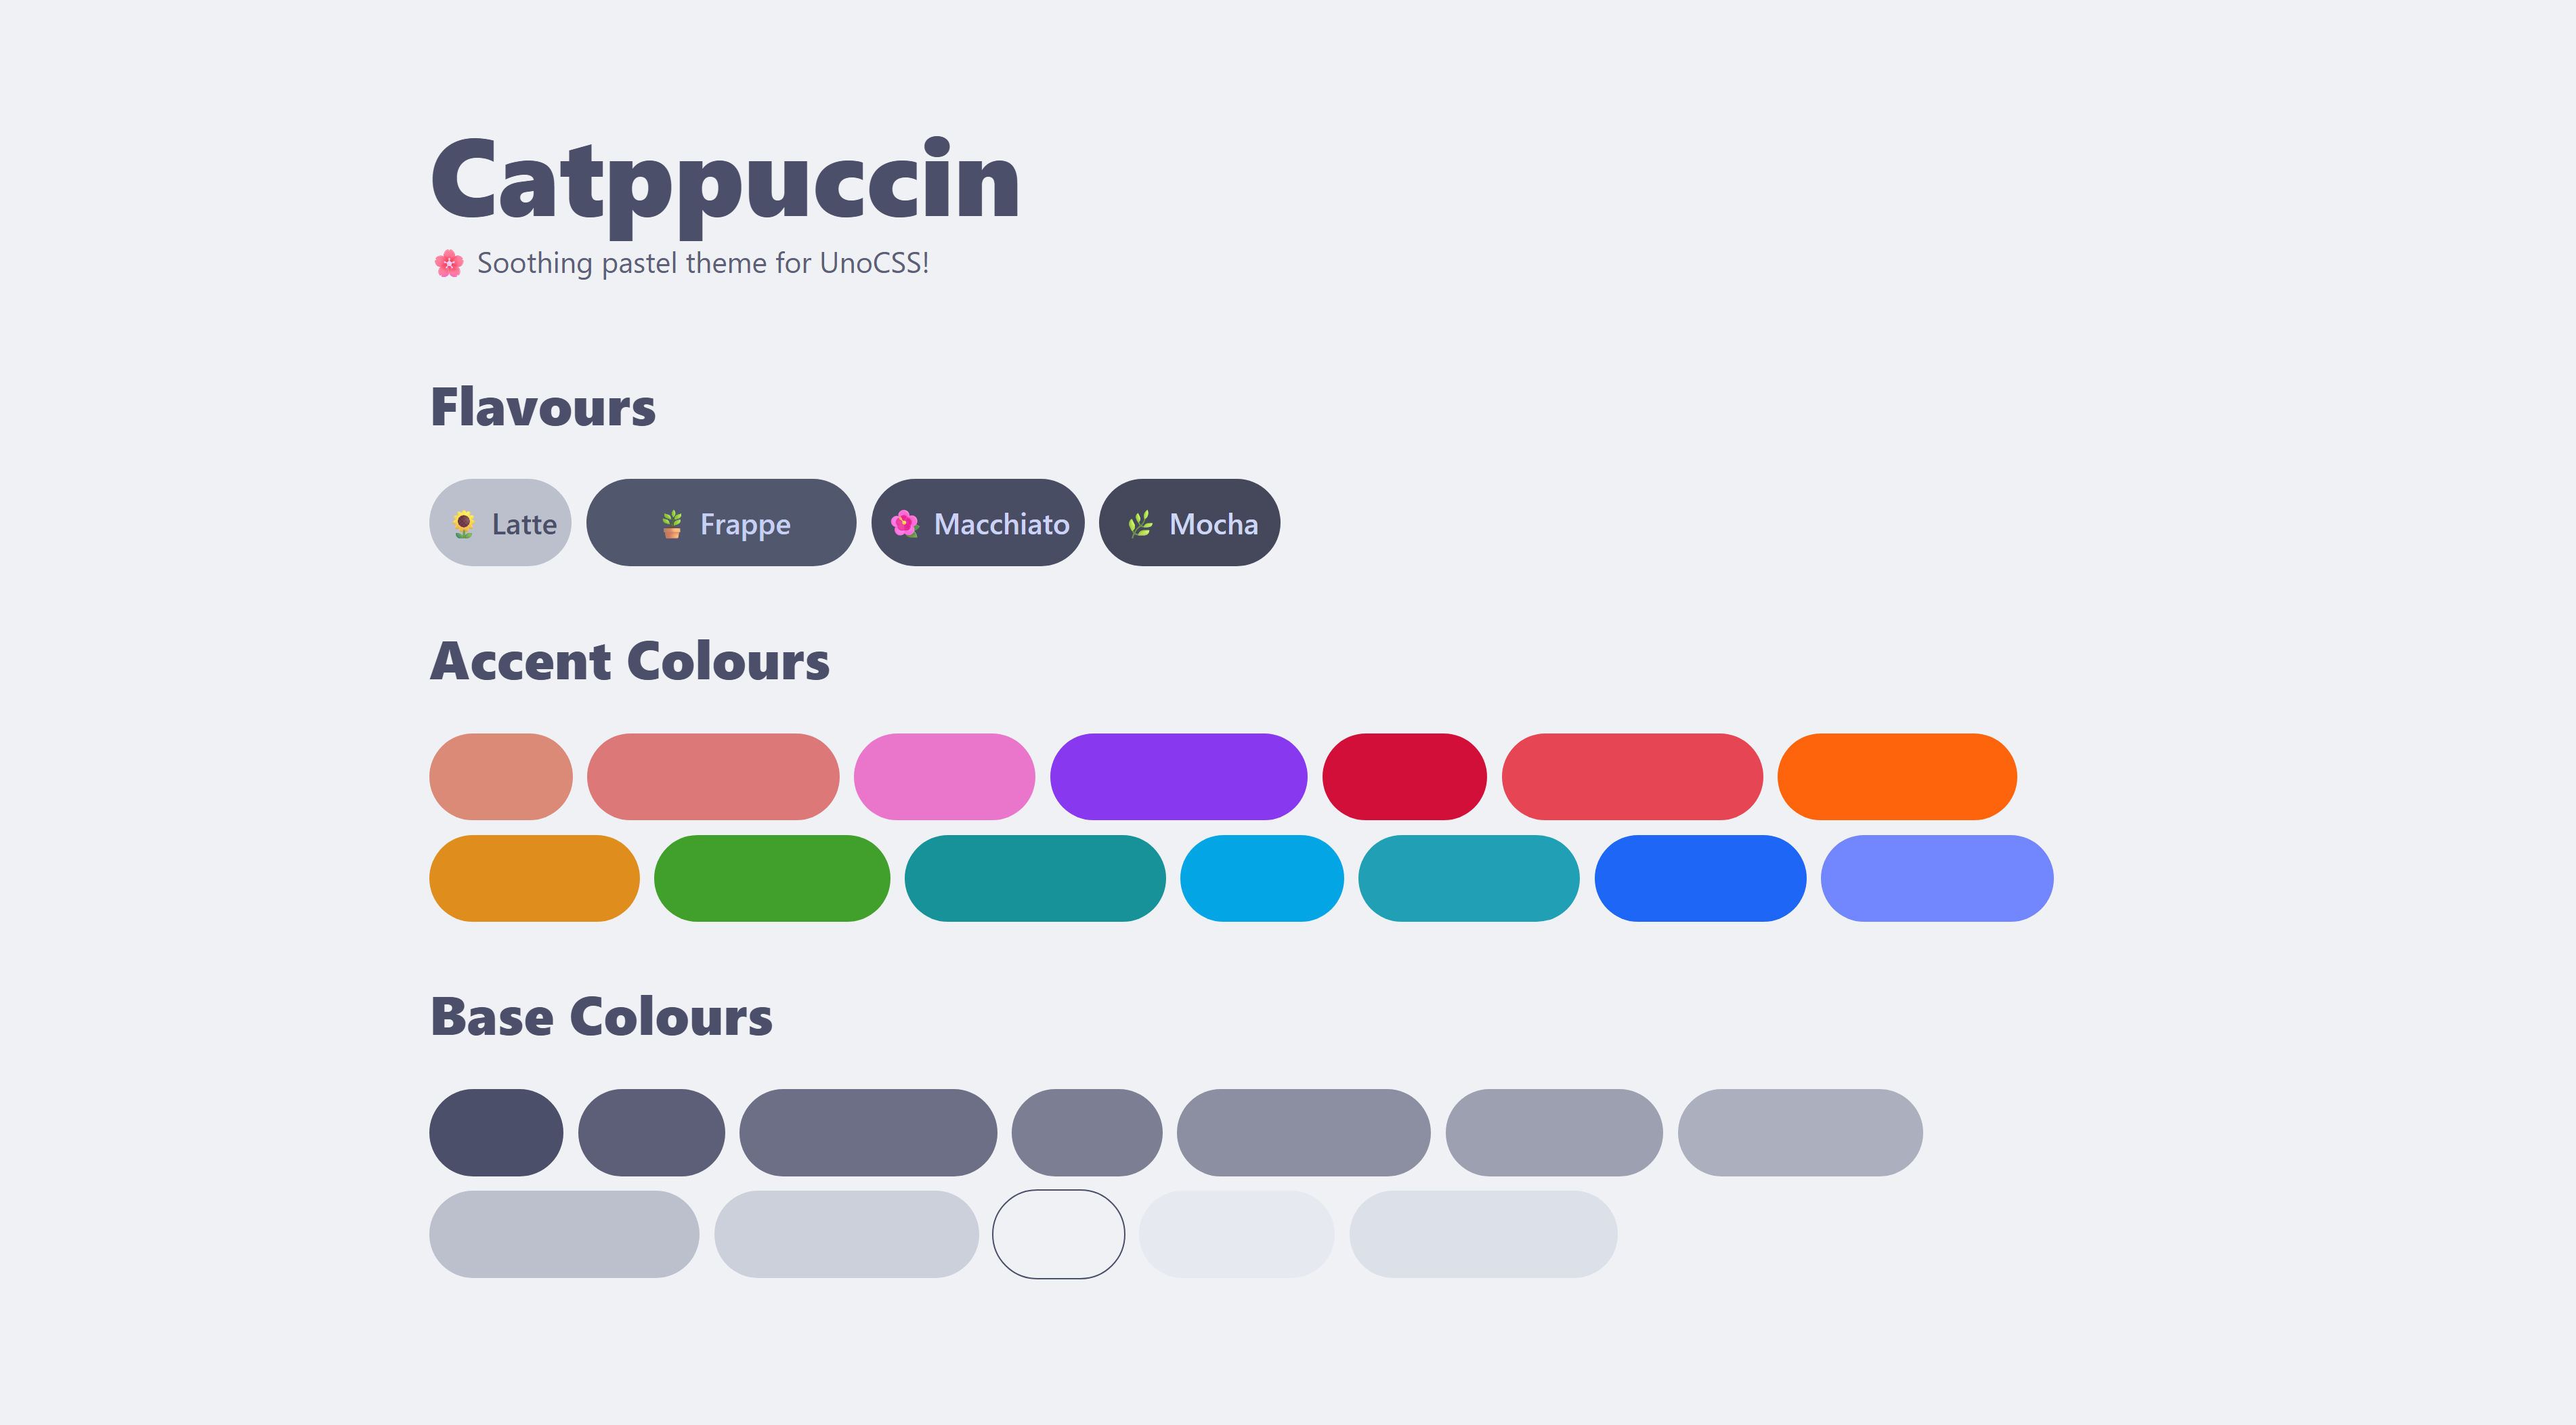 Catppuccin
🌸 Soothing pastel theme for UnoCSS!
Flavours
🌻 Latte 🪴 Frappe 🌺 Macchiato 🌿 Mocha
Accent Colours
Base Colours